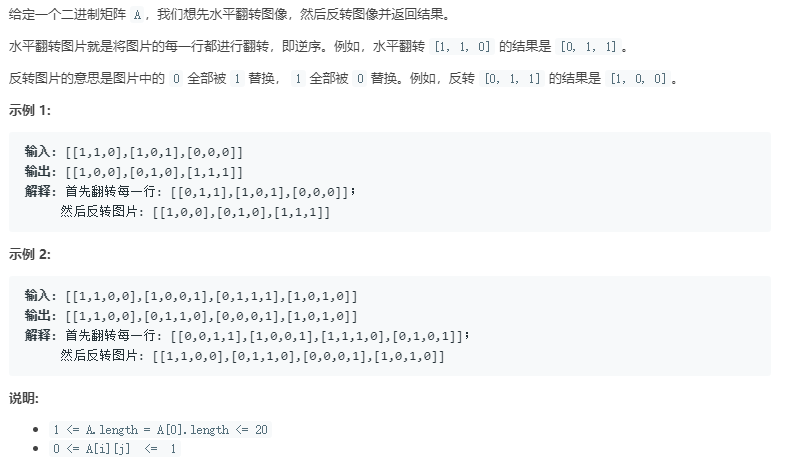 给定一个二进制矩阵 A，我们想先水平翻转图像，然后反转图像并返回结果。
水平翻转图片就是将图片的每一行都进行翻转，即逆序。例如，水平翻转 [1, 1, 0] 的结果是 [0, 1, 1]。
反转图片的意思是图片中的 0 全部被 1 替换， 1 全部被 0 替换。例如，反转 [0, 1, 1] 的结果是 [1, 0, 0]。
示例 1:
输入: [[1,1,0],[1,0,1],[0,0,0]]
输出: [[1,0,0],[0,1,0],[1,1,1]]
解释: 首先翻转每一行: [[0,1,1],[1,0,1],[0,0,0]]；
然后反转图片: [[1,0,0],[0,1,0],[1,1,1]]
示例 2:
输入: [[1,1,0,0],[1,0,0,1],[0,1,1,1],[1,0,1,0]]
输出: [[1,1,0,0],[0,1,1,0],[0,0,0,1],[1,0,1,0]]
解释: 首先翻转每一行: [[0,0,1,1],[1,0,0,1],[1,1,1,0],[0,1,0,1]]；
然后反转图片: [[1,1,0,0],[0,1,1,0],[0,0,0,1],[1,0,1,0]]
说明:
• 1 <= A.length = A[0].length <= 20
• 0 <= A[i][j] <= 1